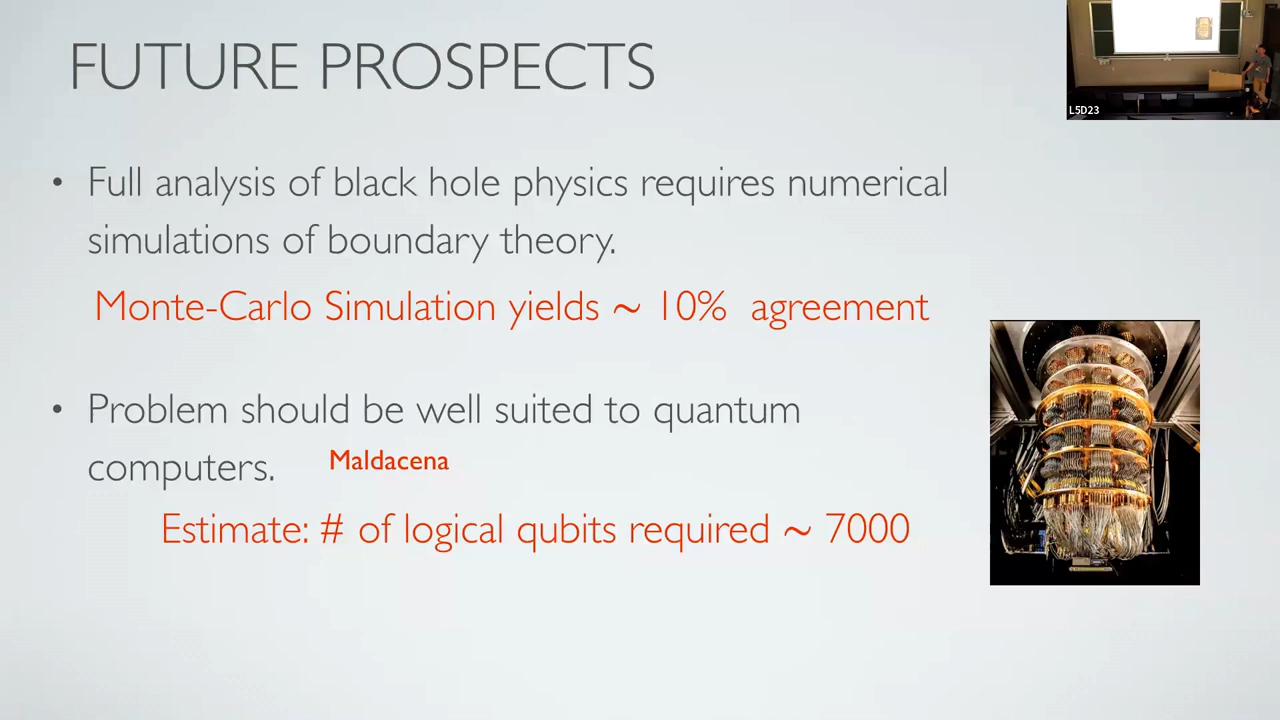 FUTURE PROSPECTS
L5D23
• Full analysis of black hole physics requires numerical
simulations of boundary theory.
Monte-Carlo Simulation yields ~ 10% agreement
• Problem should be well suited to quantum
computers. Maldacena
Estimate: # of logical qubits required ~ 7000